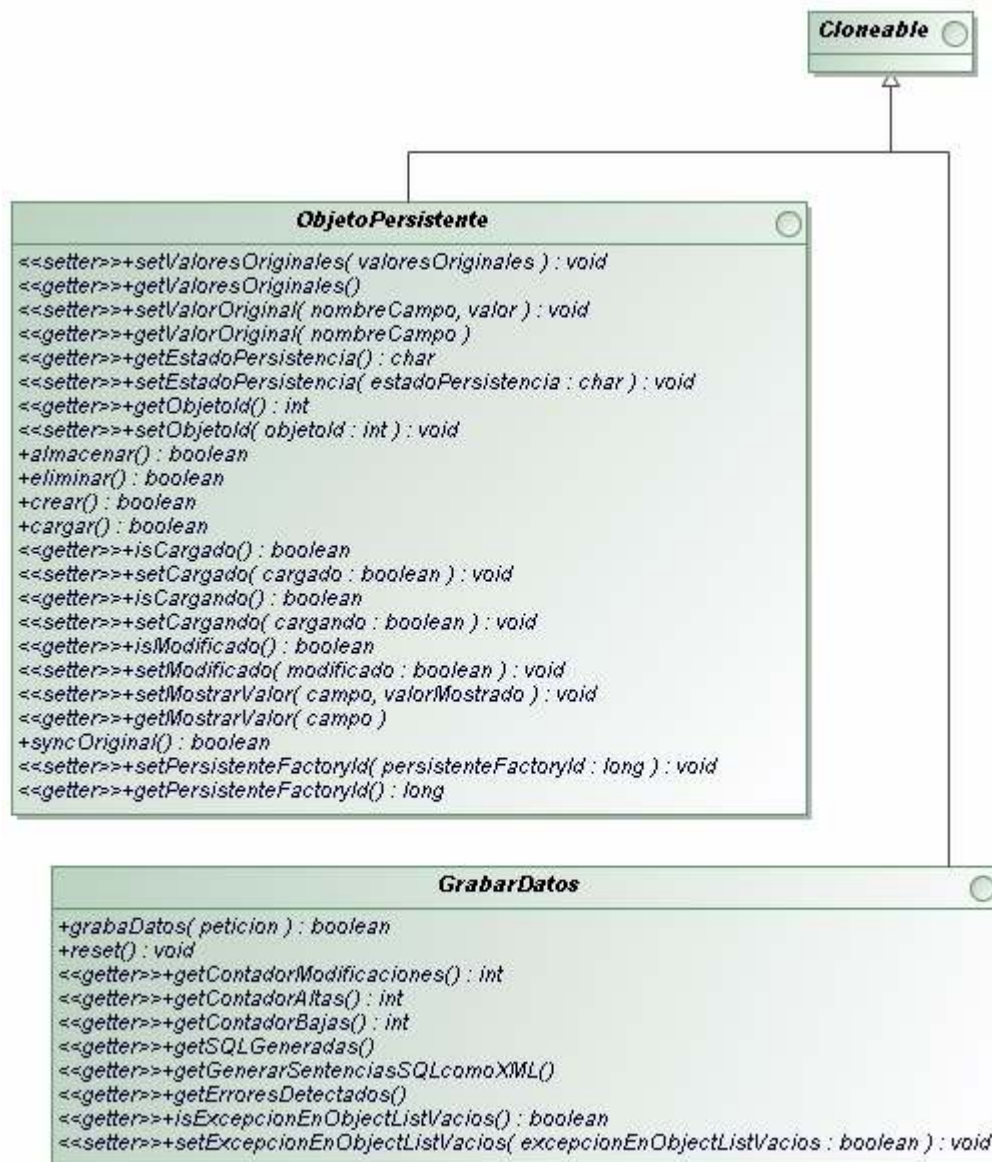 Cloneable
ObjetoPersistente
<<setter>>+setValoresOriginales( valoresOriginales ) : void
<<getter>>+getValoresOriginales()
<<setter>>+setValorOriginal( nombreCampo, valor ) : void
<<getter>>+getValorOriginal( nombreCampo )
<<getter>>+getEstadoPersistencia() : char
<<setter>>+setEstadoPersistencia( estadoPersistencia : char ) : void
<<getter>>+getObjetoId() : int
<<setter>>+setObjetoId( objetoId : int ) : void
+almacenar() : boolean
+eliminar() : boolean
+crear() : boolean
+cargar() : boolean
<<getter>>+isCargado() : boolean
<<setter>>+setCargado( cargado : boolean ) : void
<<getter>>+isCargando() : boolean
<<setter>>+setCargando( cargando : boolean ) : void
<<getter>>+isModificado() : boolean
<<setter>>+setModificado( modificado : boolean ) : void
<<setter>>+setMostrarValor( campo, valorMostrado ) : void
<<getter>>+getMostrarValor( campo )
+syncOriginal() : boolean
<<setter>>+setPersistenteFactoryId( persistenteFactoryId : long ) : void
<<getter>>+getPersistenteFactoryId() : long
GrabarDatos
+grabaDatos( peticion ) : boolean
+reset() : void
<<getter>>+getContadorModificaciones() : int
<<getter>>+getContadorAltas() : int
<<getter>>+getContadorBajas() : int
<<getter>>+getSQLGeneradas()
<<getter>>+getGenerarSentenciasSQLcomoXML()
<<getter>>+getErroresDetectados()
<<getter>>+isExcepcionEnObjectListVacios() : boolean
<<setter>>+setExcepcionEnObjectListVacios( excepcionEnObjectListVacios : boolean ) : void